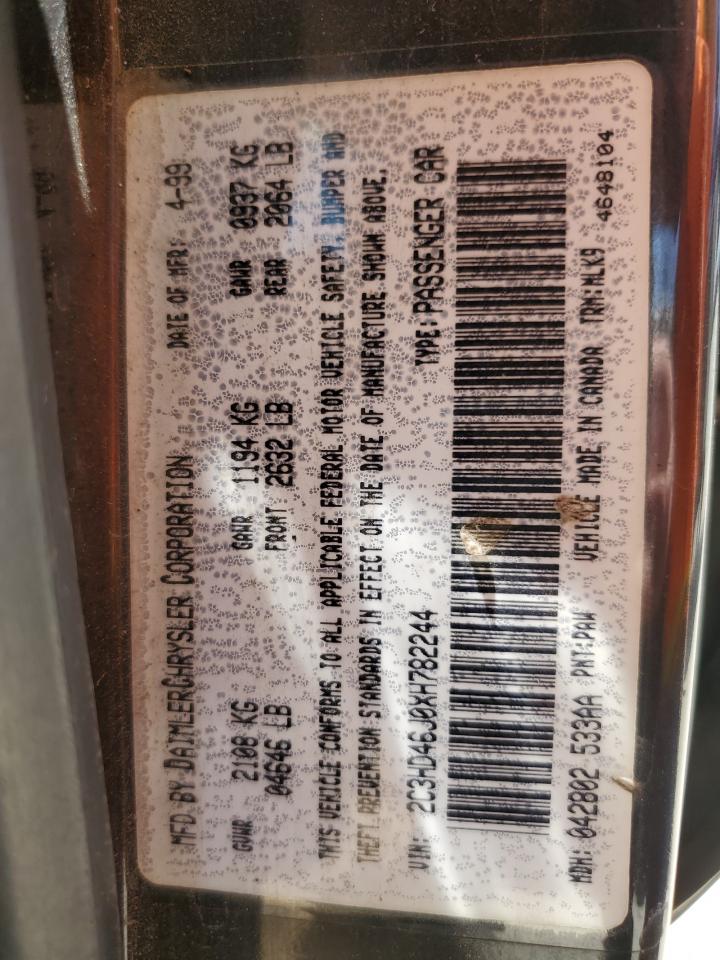 MFD BY DAIMLERCHRYSLER CORPORATION DATE OF MFR: 4-99
GVWR 2108 KG GAWR 1194 KG GAWR 0937 KG
04646 LB FRONT 2632 LB REAR 2064 LB
THIS VEHICLE CONFORMS TO ALL APPLICABLE FEDERAL MOTOR VEHICLE SAFETY, BUMPER AND
THEFT PREVENTION STANDARDS IN EFFECT ON THE DATE OF MANUFACTURE SHOWN ABOVE.
VIN: 2C3HD46J0XH782244 TYPE: PASSENGER CAR
MDH: 042802 533AA PNT:PAW VEHICLE MADE IN CANADA TRM:MLK9
4648104